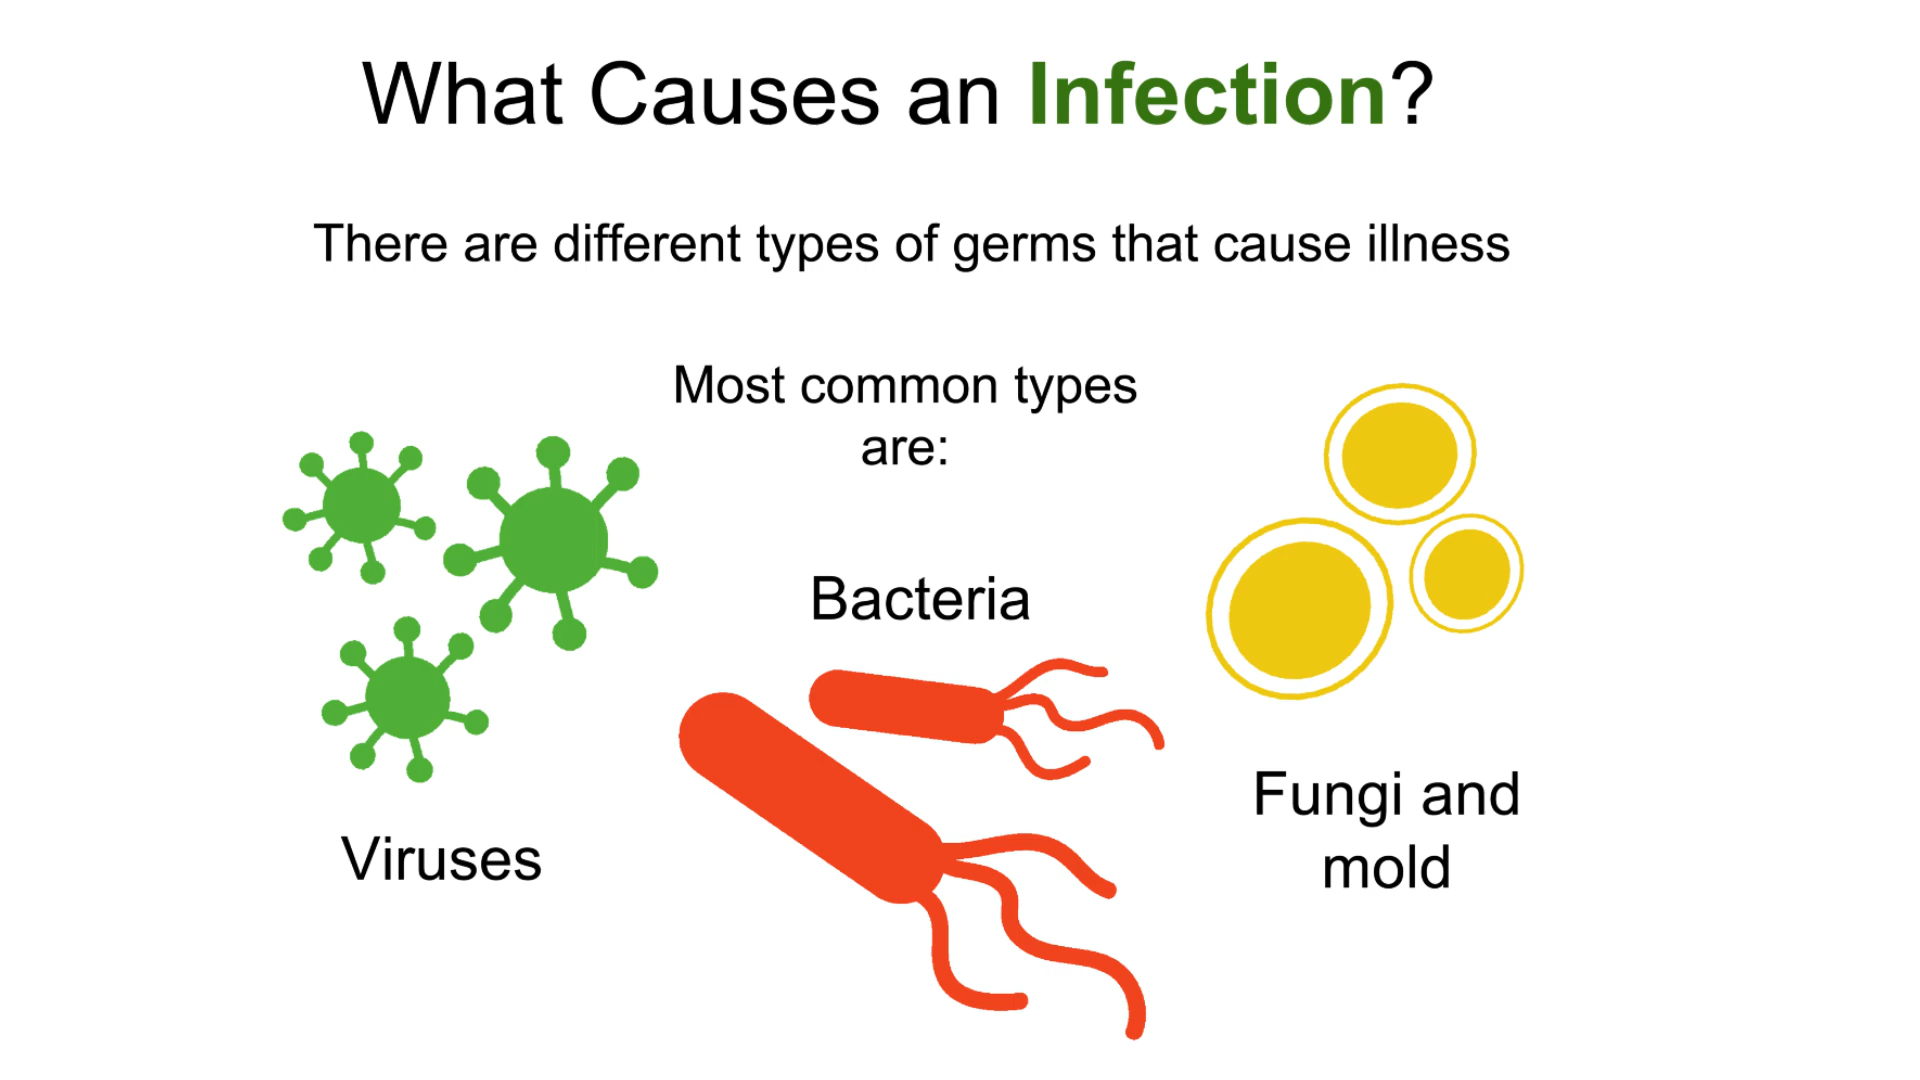 What Causes an Infection?
There are different types of germs that cause illness
Most common types
are:
Bacteria
Viruses
Fungi and
mold